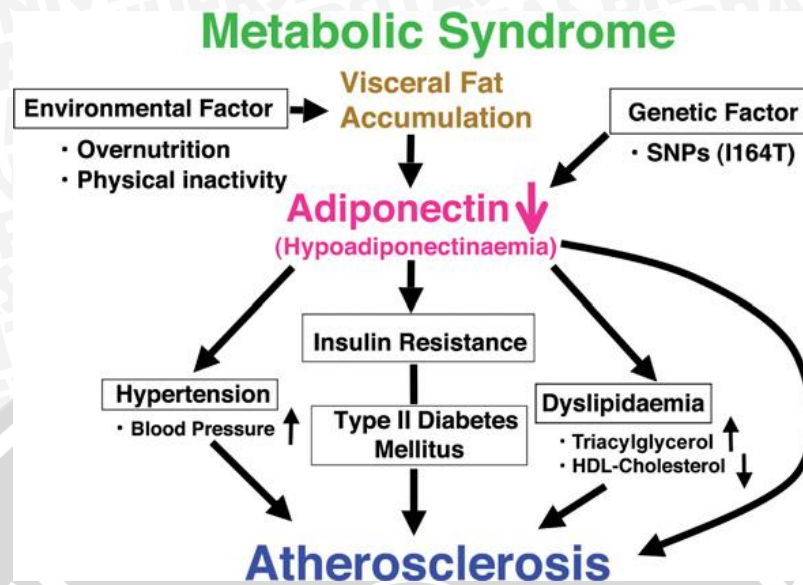 Metabolic Syndrome
Environmental Factor
· Overnutrition
· Physical inactivity
Visceral Fat
Accumulation
Genetic Factor
· SNPs (I164T)
Adiponectin ↓
(Hypoadiponectinaemia)
Insulin Resistance
Hypertension
· Blood Pressure ↑
Type II Diabetes
Mellitus
Dyslipidaemia
· Triacylglycerol ↑
· HDL-Cholesterol ↓
Atherosclerosis